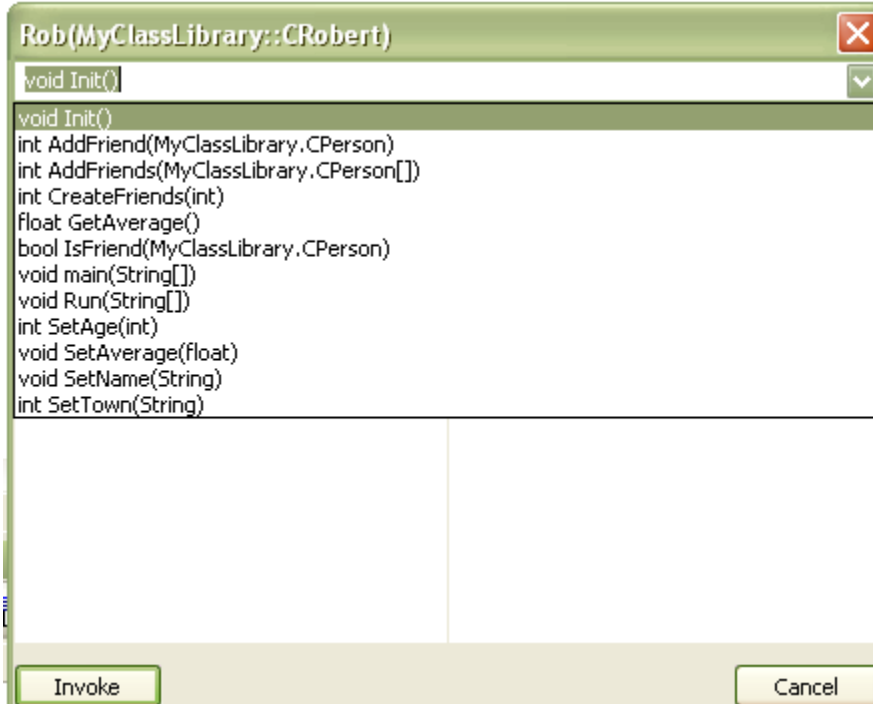 Rob(MyClassLibrary::CRobert)
void Init()
void Init()
int AddFriend(MyClassLibrary.CPerson)
int AddFriends(MyClassLibrary.CPerson[])
int CreateFriends(int)
float GetAverage()
bool IsFriend(MyClassLibrary.CPerson)
void main(String[])
void Run(String[])
int SetAge(int)
void SetAverage(float)
void SetName(String)
int SetTown(String)
Invoke Cancel